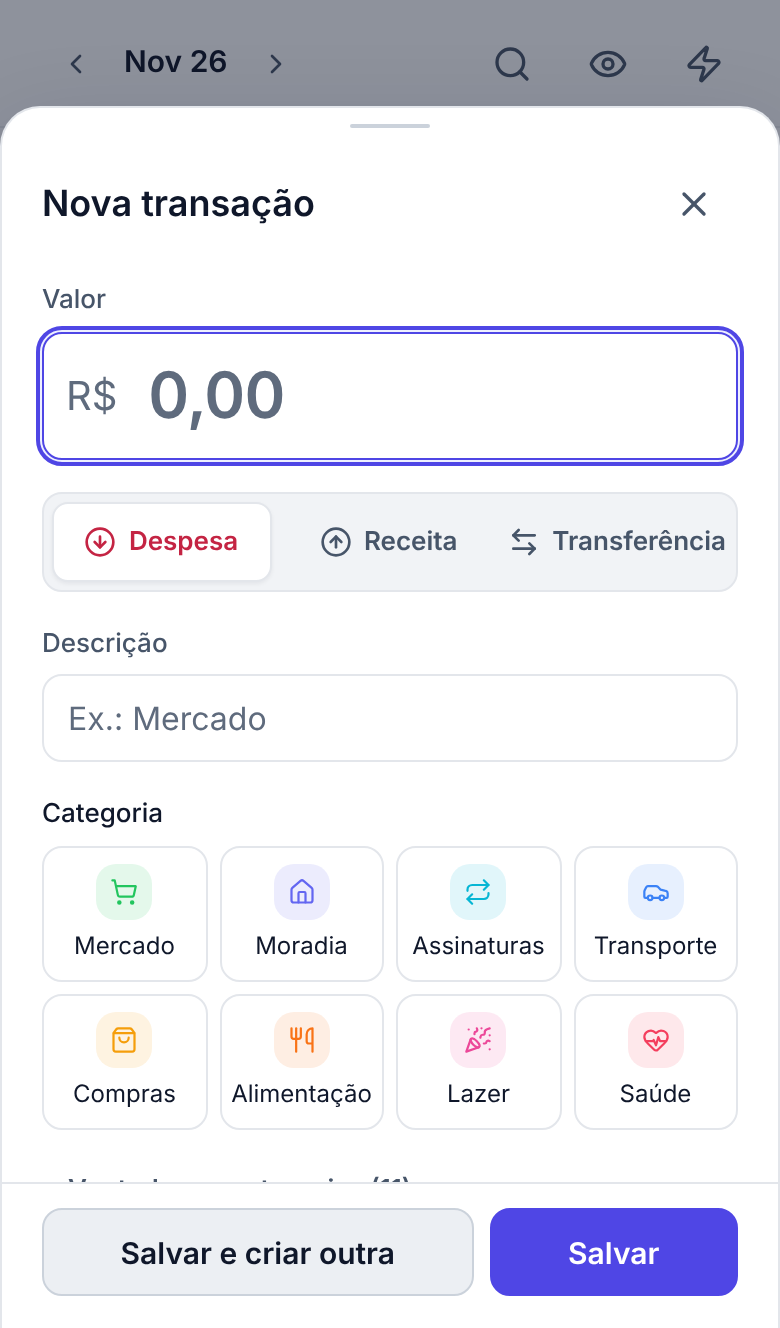 Nov 26
Nova transação
Valor
R$ 0,00
Despesa Receita Transferência
Descrição
Ex.: Mercado
Categoria
Mercado Moradia Assinaturas Transporte
Compras Alimentação Lazer Saúde
Salvar e criar outra Salvar